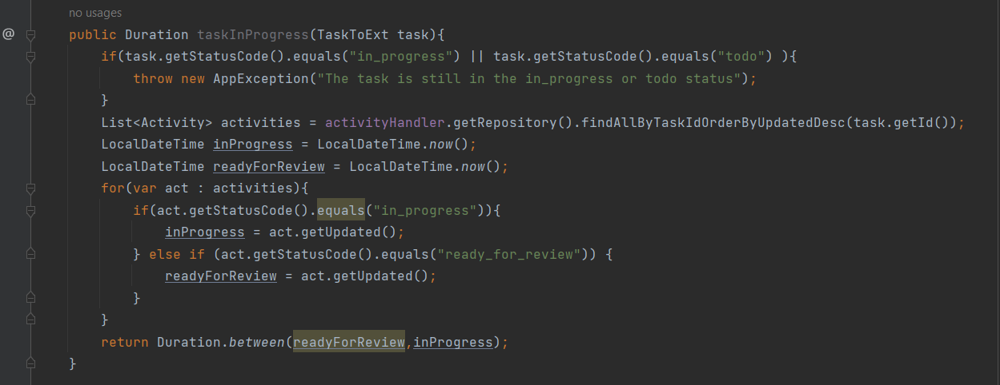 no usages
@
public Duration taskInProgress(TaskToExt task){
if(task.getStatusCode().equals("in_progress") || task.getStatusCode().equals("todo") ){
throw new AppException("The task is still in the in_progress or todo status");
}
List<Activity> activities = activityHandler.getRepository().findAllByTaskIdOrderByUpdatedDesc(task.getId());
LocalDateTime inProgress = LocalDateTime.now();
LocalDateTime readyForReview = LocalDateTime.now();
for(var act : activities){
if(act.getStatusCode().equals("in_progress")){
inProgress = act.getUpdated();
} else if (act.getStatusCode().equals("ready_for_review")) {
readyForReview = act.getUpdated();
}
}
return Duration.between(readyForReview,inProgress);
}